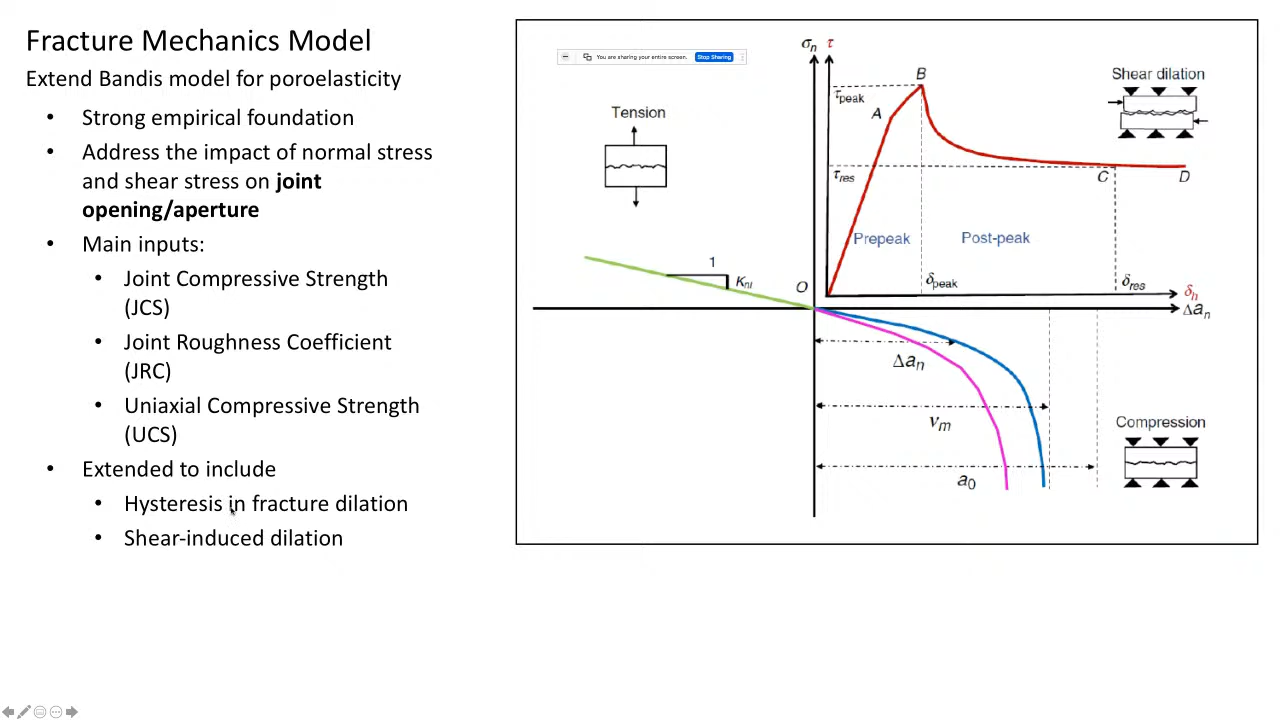 Fracture Mechanics Model
Extend Bandis model for poroelasticity
• Strong empirical foundation
• Address the impact of normal stress
and shear stress on joint
opening/aperture
• Main inputs:
• Joint Compressive Strength
(JCS)
• Joint Roughness Coefficient
(JRC)
• Uniaxial Compressive Strength
(UCS)
• Extended to include
• Hysteresis in fracture dilation
• Shear-induced dilation
You are sharing your entire screen. Stop Sharing
σn τ
B
Shear dilation
τpeak
A
Tension
τres
C
D
Prepeak
Post-peak
1
Kni
O
δpeak
δres
δh
Δan
Δan
vm
Compression
a0